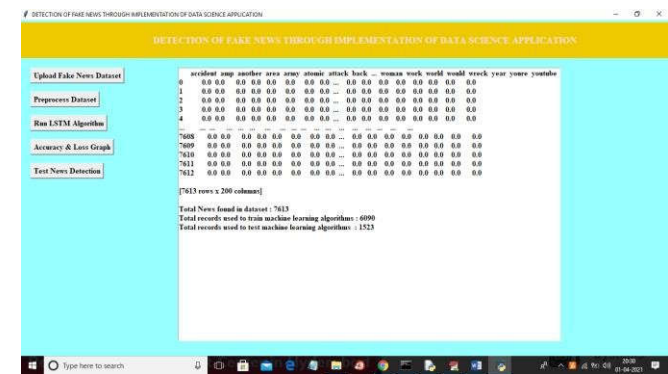 DETECTION OF FAKE NEWS THROUGH IMPLEMENTATION OF DATA SCIENCE APPLICATION
DETECTION OF FAKE NEWS THROUGH IMPLEMENTATION OF DATA SCIENCE APPLICATION
Upload Fake News Dataset
Preprocess Dataset
Run LSTM Algorithm
Accuracy & Loss Graph
Test News Detection
accident amp another area army atomic attack back ... woman work world would wreck year youre youtube
0 0.0 0.0 0.0 0.0 0.0 0.0 0.0 ... 0.0 0.0 0.0 0.0 0.0 0.0 0.0
1 0.0 0.0 0.0 0.0 0.0 0.0 0.0 ... 0.0 0.0 0.0 0.0 0.0 0.0 0.0
2 0.0 0.0 0.0 0.0 0.0 0.0 0.0 ... 0.0 0.0 0.0 0.0 0.0 0.0 0.0
3 0.0 0.0 0.0 0.0 0.0 0.0 0.0 ... 0.0 0.0 0.0 0.0 0.0 0.0 0.0
4 0.0 0.0 0.0 0.0 0.0 0.0 0.0 ... 0.0 0.0 0.0 0.0 0.0 0.0 0.0
... ... ... ... ... ... ... ... ... ... ... ... ...
7608 0.0 0.0 0.0 0.0 0.0 0.0 0.0 0.0 ... 0.0 0.0 0.0 0.0 0.0 0.0 0.0
7609 0.0 0.0 0.0 0.0 0.0 0.0 0.0 0.0 ... 0.0 0.0 0.0 0.0 0.0 0.0 0.0
7610 0.0 0.0 0.0 0.0 0.0 0.0 0.0 0.0 ... 0.0 0.0 0.0 0.0 0.0 0.0 0.0
7611 0.0 0.0 0.0 0.0 0.0 0.0 0.0 0.0 ... 0.0 0.0 0.0 0.0 0.0 0.0 0.0
7612 0.0 0.0 0.0 0.0 0.0 0.0 0.0 0.0 ... 0.0 0.0 0.0 0.0 0.0 0.0 0.0
[7613 rows x 200 columns]
Total News found in dataset : 7613
Total records used to train machine learning algorithms : 6090
Total records used to test machine learning algorithms : 1523
Type here to search
20:30
01-04-2021